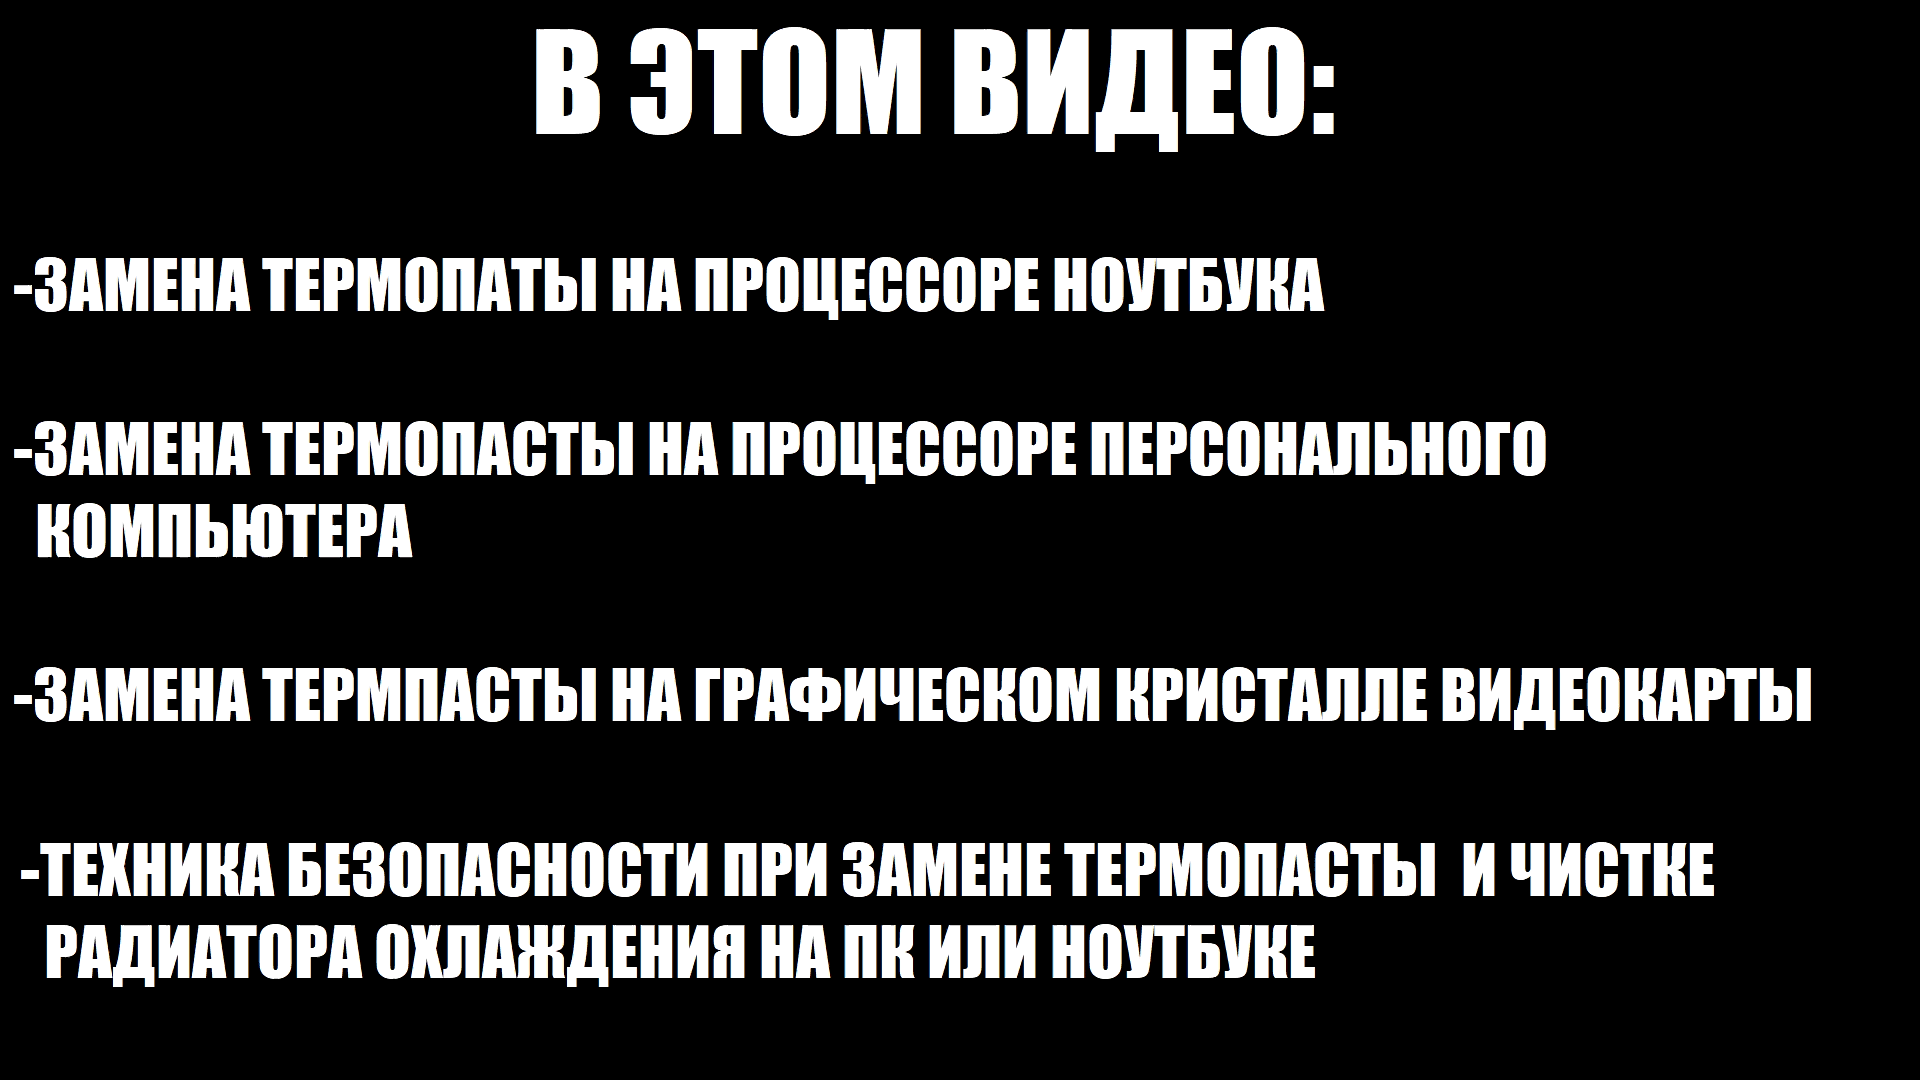 В ЭТОМ ВИДЕО:
-ЗАМЕНА ТЕРМОПАТЫ НА ПРОЦЕССОРЕ НОУТБУКА
-ЗАМЕНА ТЕРМОПАСТЫ НА ПРОЦЕССОРЕ ПЕРСОНАЛЬНОГО
КОМПЬЮТЕРА
-ЗАМЕНА ТЕРМПАСТЫ НА ГРАФИЧЕСКОМ КРИСТАЛЛЕ ВИДЕОКАРТЫ
-ТЕХНИКА БЕЗОПАСНОСТИ ПРИ ЗАМЕНЕ ТЕРМОПАСТЫ  И ЧИСТКЕ
РАДИАТОРА ОХЛАЖДЕНИЯ НА ПК ИЛИ НОУТБУКЕ